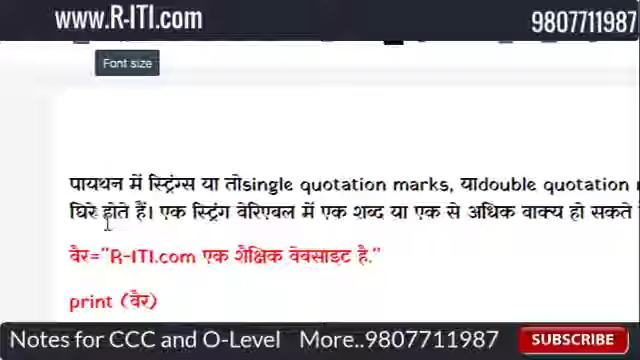 www.R-ITI.com 9807711987
Font size
पायथन में स्ट्रिंग्स या तोsingle quotation marks, याdouble quotation
घिरे होते हैं। एक स्ट्रिंग वेरिएबल में एक शब्द या एक से अधिक वाक्य हो सकते
वैर="R-ITI.com एक शैक्षिक वेबसाइट है."
print (वैर)
Notes for CCC and O-Level More..9807711987 SUBSCRIBE